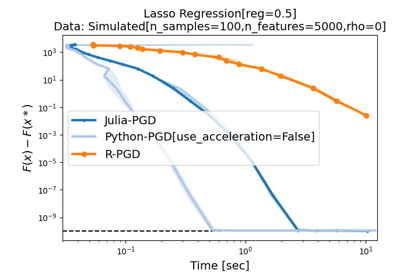 Lasso Regression[reg=0.5]
Data: Simulated[n_samples=100,n_features=5000,rho=0]
F(x) − F(x*)
10³
10¹
10⁻¹
10⁻³
10⁻⁵
10⁻⁷
10⁻⁹
Julia-PGD
Python-PGD[use_acceleration=False]
R-PGD
10⁻¹ 10⁰ 10¹
Time [sec]